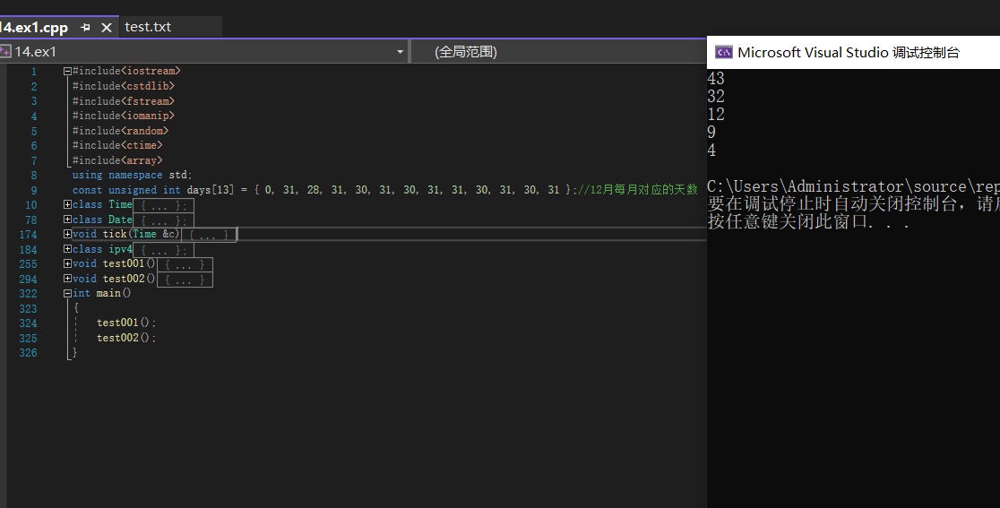 14.ex1.cpp test.txt
14.ex1 (全局范围)
1 #include<iostream>
2 #include<cstdlib>
3 #include<fstream>
4 #include<iomanip>
5 #include<random>
6 #include<ctime>
7 #include<array>
8 using namespace std;
9 const unsigned int days[13] = { 0, 31, 28, 31, 30, 31, 30, 31, 31, 30, 31, 30, 31 };//12月每月对应的天数
10 class Time { ... };
78 class Date { ... };
174 void tick(Time &c) { ... }
184 class ipv4 { ... };
255 void test001() { ... }
294 void test002() { ... }
322 int main()
323 {
324 test001();
325 test002();
326 }
Microsoft Visual Studio 调试控制台
43
32
12
9
4
C:\Users\Administrator\source\rep
要在调试停止时自动关闭控制台，请
按任意键关闭此窗口. . .